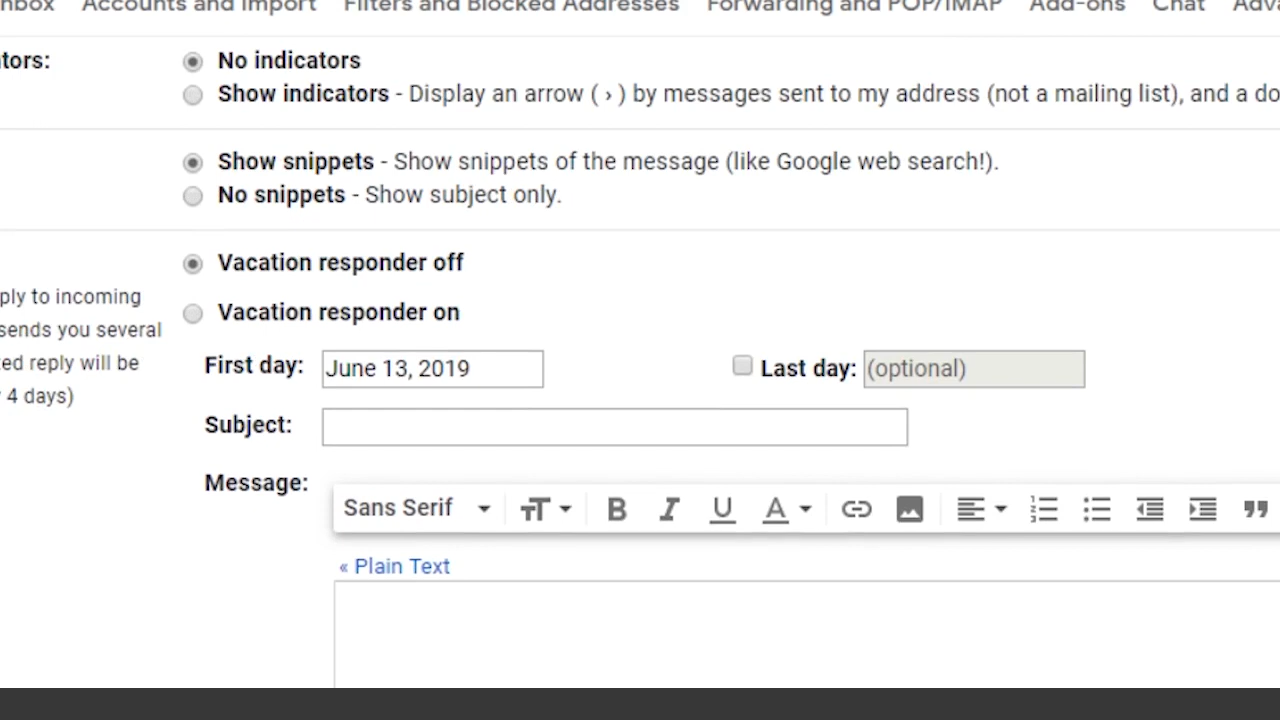 nbox Accounts and Import Filters and Blocked Addresses Forwarding and POP/IMAP Add-ons Chat Adva
tors: No indicators
Show indicators - Display an arrow ( › ) by messages sent to my address (not a mailing list), and a do
Show snippets - Show snippets of the message (like Google web search!).
No snippets - Show subject only.
Vacation responder off
ply to incoming
Vacation responder on
sends you several
ted reply will be
First day: June 13, 2019 Last day: (optional)
4 days)
Subject:
Message:
Sans Serif
« Plain Text